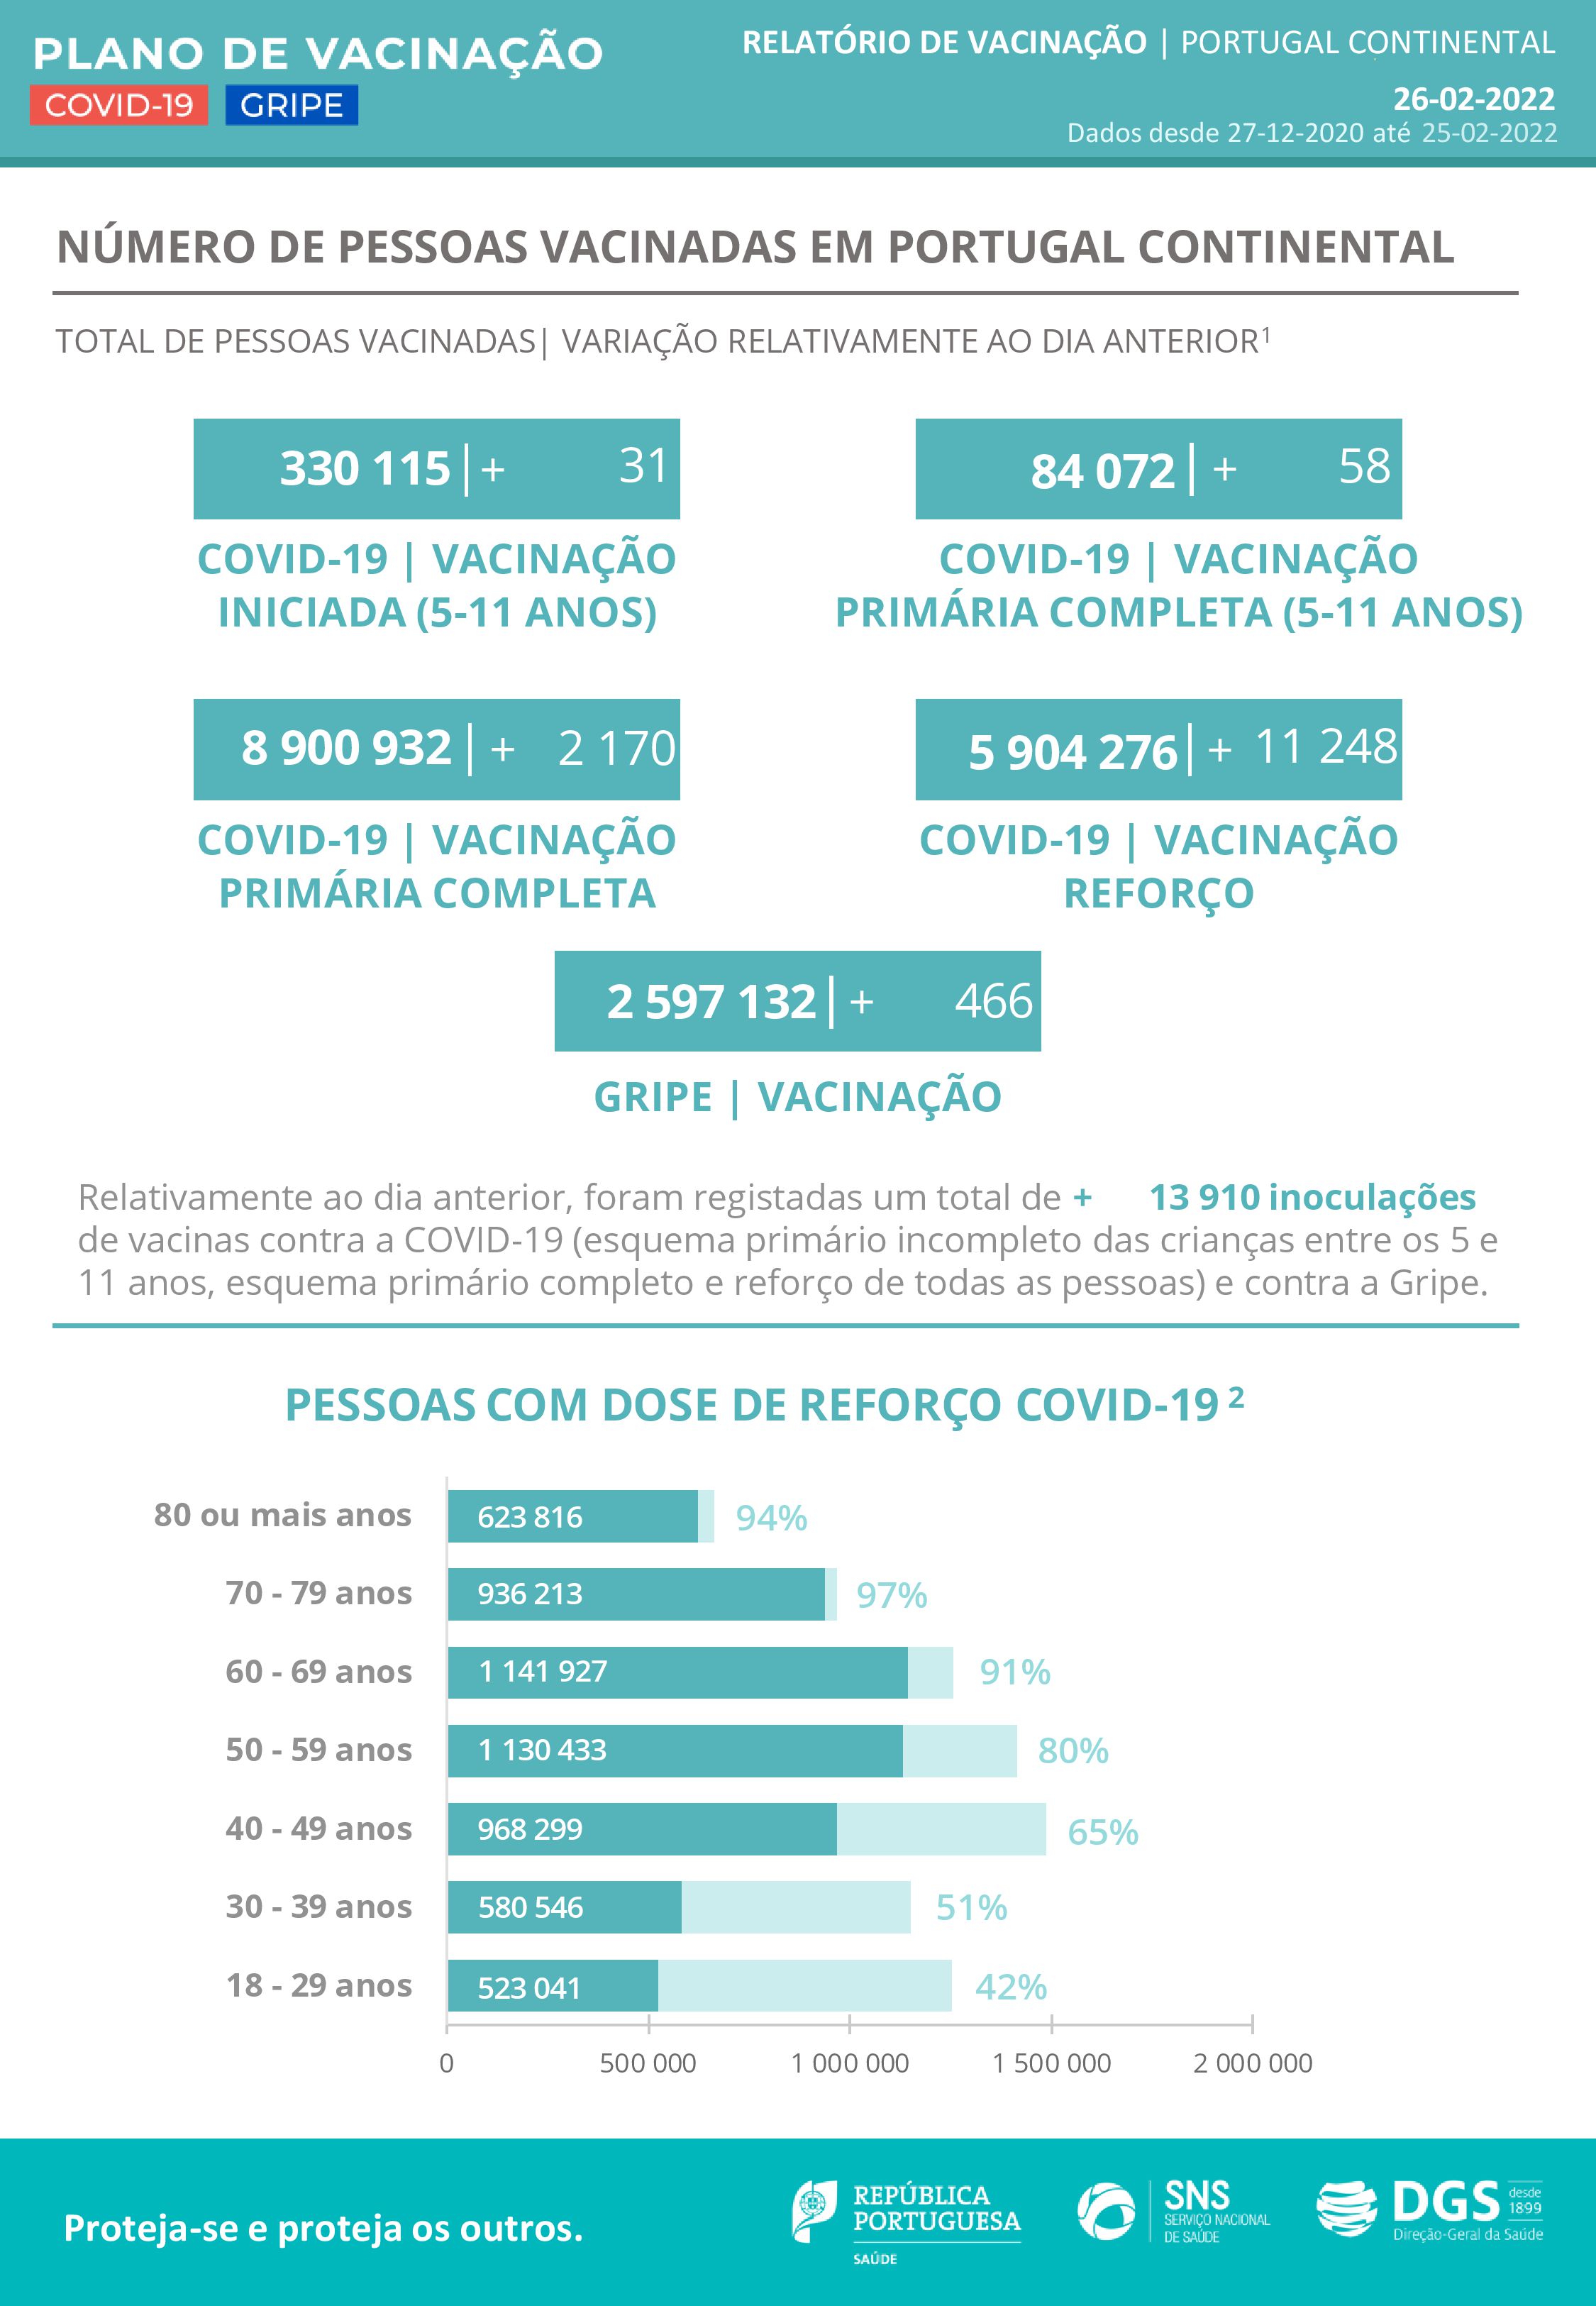 PLANO DE VACINAÇÃO
COVID-19 GRIPE
RELATÓRIO DE VACINAÇÃO | PORTUGAL CONTINENTAL
26-02-2022
Dados desde 27-12-2020 até 25-02-2022
NÚMERO DE PESSOAS VACINADAS EM PORTUGAL CONTINENTAL
TOTAL DE PESSOAS VACINADAS| VARIAÇÃO RELATIVAMENTE AO DIA ANTERIOR¹
330 115 | + 31
COVID-19 | VACINAÇÃO
INICIADA (5-11 ANOS)
84 072 | + 58
COVID-19 | VACINAÇÃO
PRIMÁRIA COMPLETA (5-11 ANOS)
8 900 932 | + 2 170
COVID-19 | VACINAÇÃO
PRIMÁRIA COMPLETA
5 904 276 | + 11 248
COVID-19 | VACINAÇÃO
REFORÇO
2 597 132 | + 466
GRIPE | VACINAÇÃO
Relativamente ao dia anterior, foram registadas um total de + 13 910 inoculações
de vacinas contra a COVID-19 (esquema primário incompleto das crianças entre os 5 e
11 anos, esquema primário completo e reforço de todas as pessoas) e contra a Gripe.
PESSOAS COM DOSE DE REFORÇO COVID-19 ²
80 ou mais anos 623 816 94%
70 - 79 anos 936 213 97%
60 - 69 anos 1 141 927 91%
50 - 59 anos 1 130 433 80%
40 - 49 anos 968 299 65%
30 - 39 anos 580 546 51%
18 - 29 anos 523 041 42%
0 500 000 1 000 000 1 500 000 2 000 000
Proteja-se e proteja os outros.
REPÚBLICA
PORTUGUESA
SAÚDE
SNS
SERVIÇO NACIONAL
DE SAÚDE
DGS desde
1899
Direção-Geral da Saúde